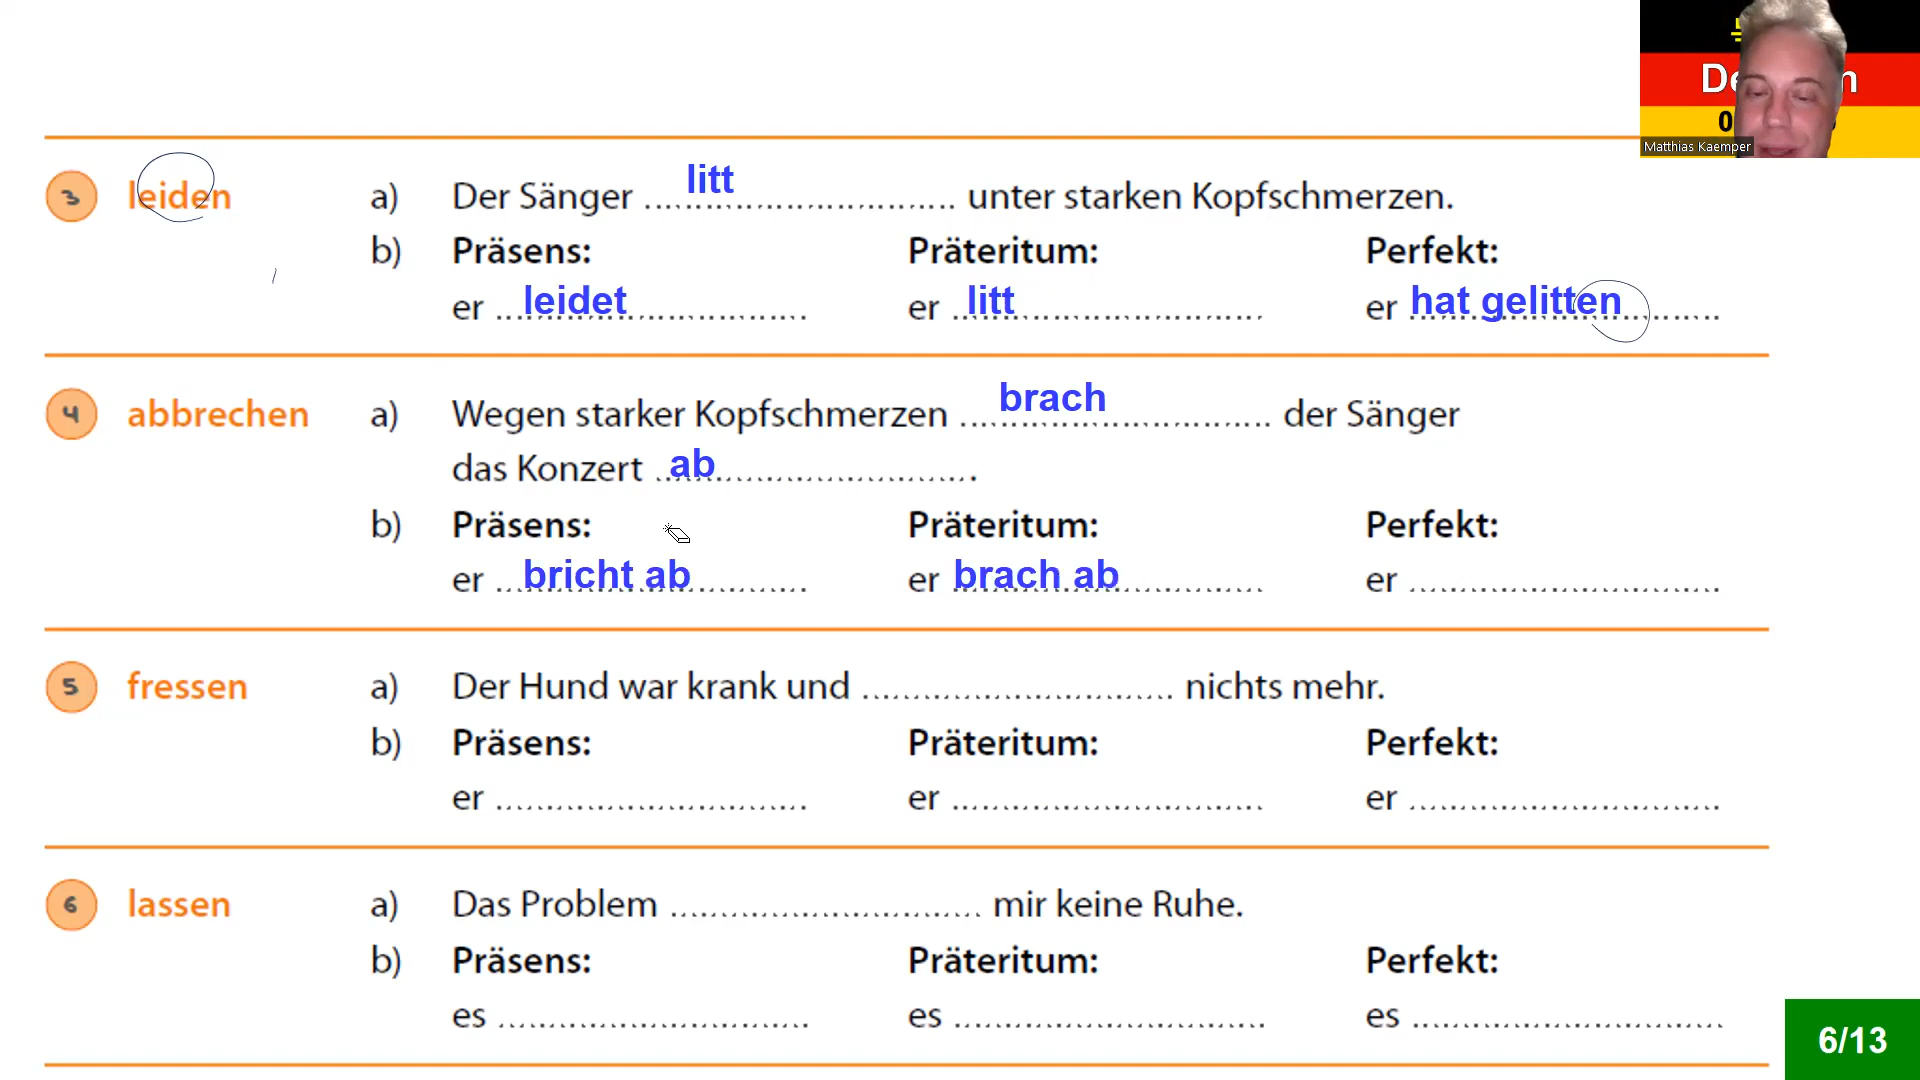 Matthias Kaemper
3 leiden a) Der Sänger litt unter starken Kopfschmerzen.
b) Präsens: Präteritum: Perfekt:
er leidet er litt er hat gelitten
4 abbrechen a) Wegen starker Kopfschmerzen brach der Sänger
das Konzert ab .
b) Präsens: Präteritum: Perfekt:
er bricht ab er brach ab er
5 fressen a) Der Hund war krank und nichts mehr.
b) Präsens: Präteritum: Perfekt:
er er er
6 lassen a) Das Problem mir keine Ruhe.
b) Präsens: Präteritum: Perfekt:
es es es
6/13